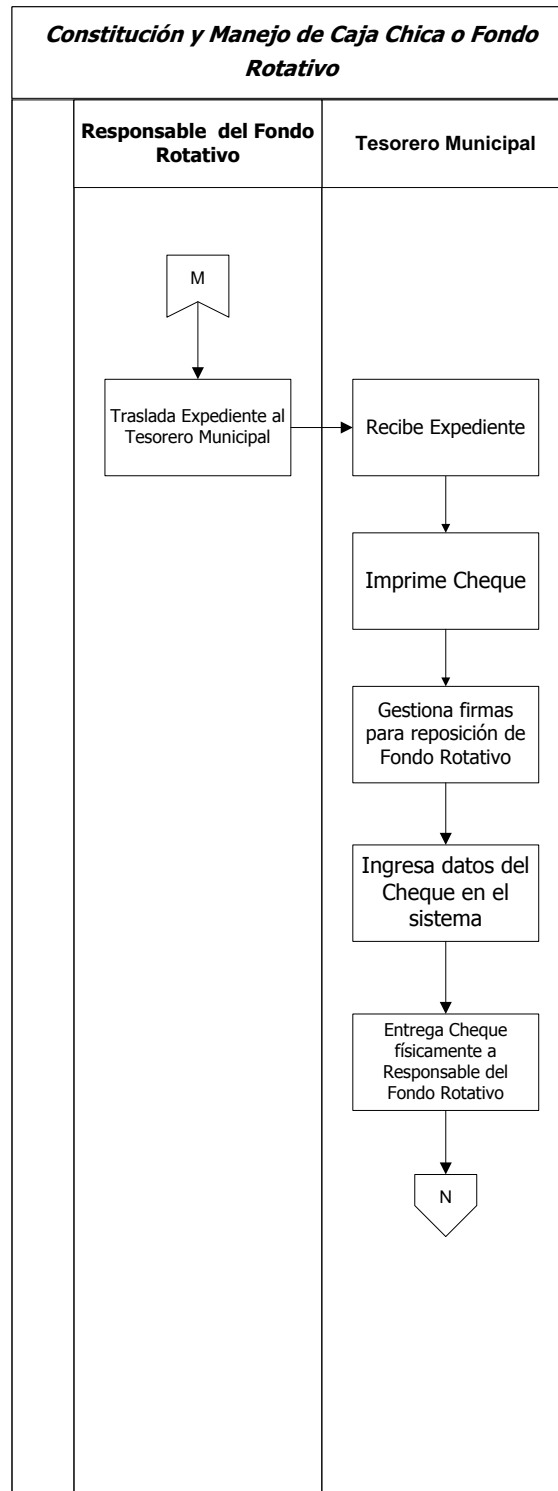 Constitución y Manejo de Caja Chica o Fondo
Rotativo
Responsable  del Fondo
Rotativo
Tesorero Municipal
M
Traslada Expediente al
Tesorero Municipal
Recibe Expediente
Imprime Cheque
Gestiona firmas
para reposición de
Fondo Rotativo
Ingresa datos del
Cheque en el
sistema
Entrega Cheque
físicamente a
Responsable del
Fondo Rotativo
N